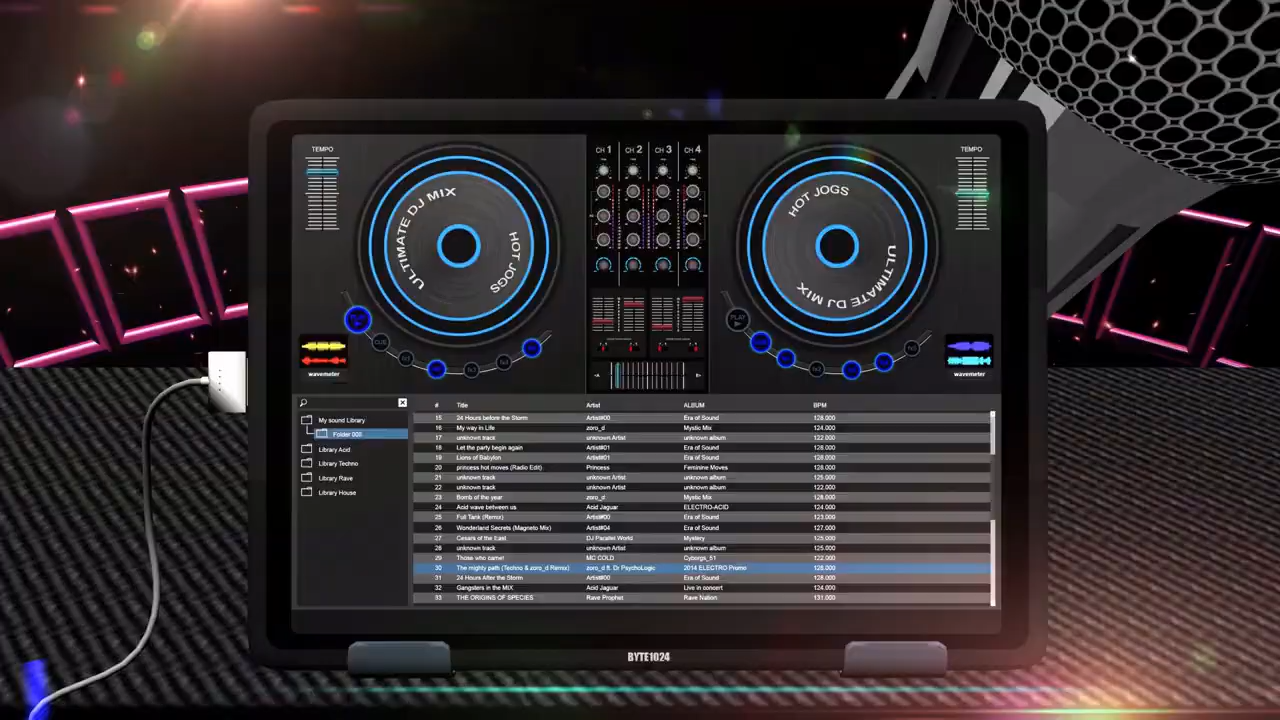 TEMPO
CH 1 CH 2 CH 3 CH 4
TEMPO
ULTIMATE DJ MIX
HOT JOGS
HOT JOGS
ULTIMATE DJ MIX
PLAY
CUE
wavemeter
wavemeter
My sound Library
Folder 000
Library Acid
Library Techno
Library Rave
Library House
# Title Artist ALBUM BPM
15 24 Hours before the Storm Artist#00 Era of Sound 128.000
16 My way in Life zoro_d Mystic Mix 124.000
17 unknown track unknown Artist unknown album 122.000
18 Let the party begin again Artist#01 Era of Sound 128.000
19 Lions of Babylon Artist#01 Era of Sound 128.000
20 princess hot moves (Radio Edit) Princess Feminine Moves 128.000
21 unknown track unknown Artist unknown album 125.000
22 unknown track unknown Artist unknown album 122.000
23 Bomb of the year zoro_d Mystic Mix 128.000
24 Acid wave between us Acid Jaguar ELECTRO-ACID 124.000
25 Full Tank (Remix) Artist#00 Era of Sound 123.000
26 Wonderland Secrets (Magneto Mix) Artist#04 Era of Sound 127.000
27 Cesars of the East DJ Parallel World Mystery 125.000
28 unknown track unknown Artist unknown album 125.000
29 Those who came! MC COLD Cyborgs_51 122.000
30 The mighty path (Techno & zoro_d Remix) zoro_d ft. Dr PsychoLogic 2014 ELECTRO Promo 128.000
31 24 Hours After the Storm Artist#00 Era of Sound 128.000
32 Gangsters in the MIX Acid Jaguar Live in concert 124.000
33 THE ORIGINS OF SPECIES Rave Prophet Rave Nation 131.000
BYTE1024